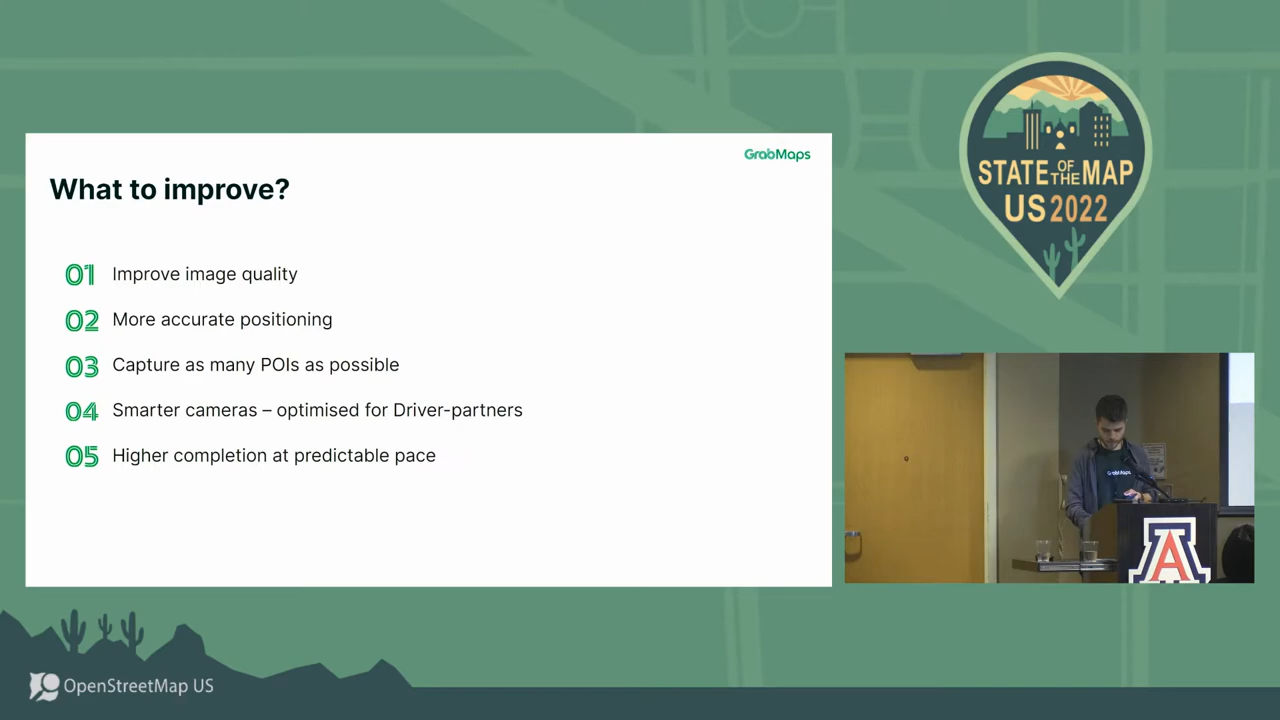 GrabMaps
What to improve?
01 Improve image quality
02 More accurate positioning
03 Capture as many POIs as possible
04 Smarter cameras – optimised for Driver-partners
05 Higher completion at predictable pace
STATE OF THE MAP
US 2022
GrabMaps
A
OpenStreetMap US